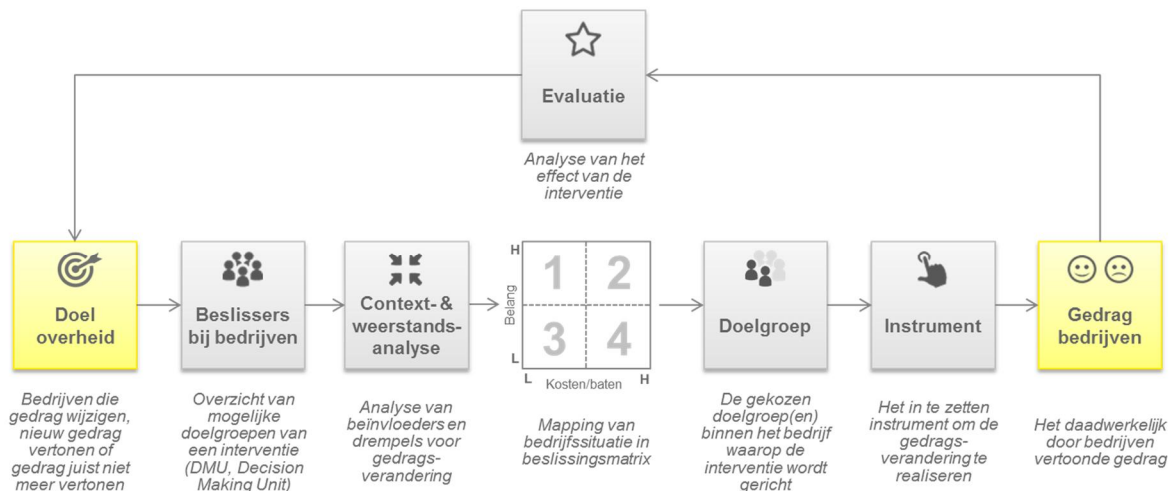 Evaluatie
Analyse van het
effect van de
interventie
Doel
overheid
Bedrijven die
gedrag wijzigen,
nieuw gedrag
vertonen of
gedrag juist niet
meer vertonen
Beslissers
bij bedrijven
Overzicht van
mogelijke
doelgroepen van
een interventie
(DMU, Decision
Making Unit)
Context- &
weerstands-
analyse
Analyse van
beïnvloeders en
drempels voor
gedrags-
verandering
H
Belang
L
1 2
3 4
L H
Kosten/baten
Mapping van
bedrijfssituatie in
beslissingsmatrix
Doelgroep
De gekozen
doelgroep(en)
binnen het bedrijf
waarop de
interventie wordt
gericht
Instrument
Het in te zetten
instrument om de
gedrags-
verandering te
realiseren
Gedrag
bedrijven
Het daadwerkelijk
door bedrijven
vertoonde gedrag